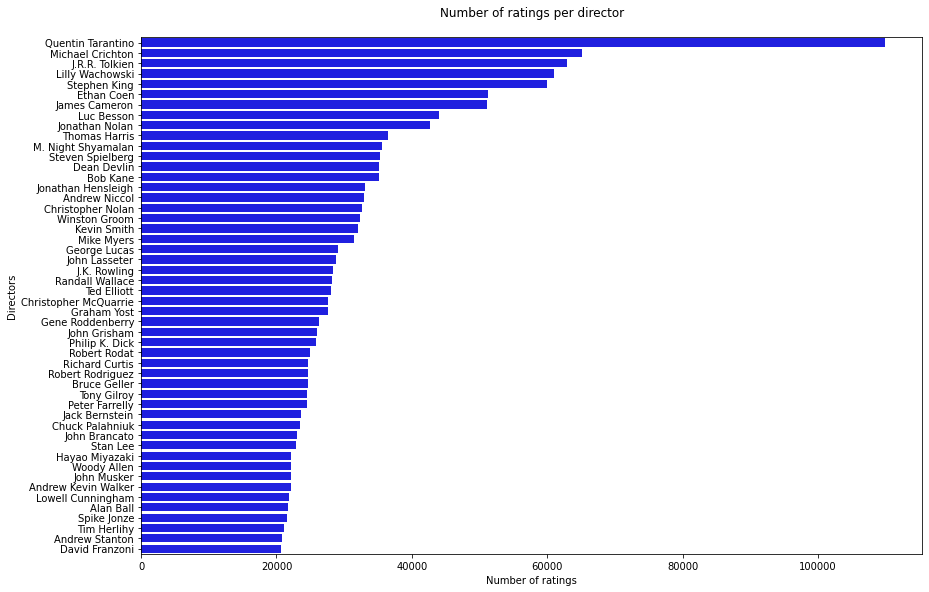 Number of ratings per director
Quentin Tarantino
Michael Crichton
J.R.R. Tolkien
Lilly Wachowski
Stephen King
Ethan Coen
James Cameron
Luc Besson
Jonathan Nolan
Thomas Harris
M. Night Shyamalan
Steven Spielberg
Dean Devlin
Bob Kane
Jonathan Hensleigh
Andrew Niccol
Christopher Nolan
Winston Groom
Kevin Smith
Mike Myers
George Lucas
John Lasseter
J.K. Rowling
Randall Wallace
Ted Elliott
Christopher McQuarrie
Graham Yost
Gene Roddenberry
John Grisham
Philip K. Dick
Robert Rodat
Richard Curtis
Robert Rodriguez
Bruce Geller
Tony Gilroy
Peter Farrelly
Jack Bernstein
Chuck Palahniuk
John Brancato
Stan Lee
Hayao Miyazaki
Woody Allen
John Musker
Andrew Kevin Walker
Lowell Cunningham
Alan Ball
Spike Jonze
Tim Herlihy
Andrew Stanton
David Franzoni
Directors
0 20000 40000 60000 80000 100000
Number of ratings